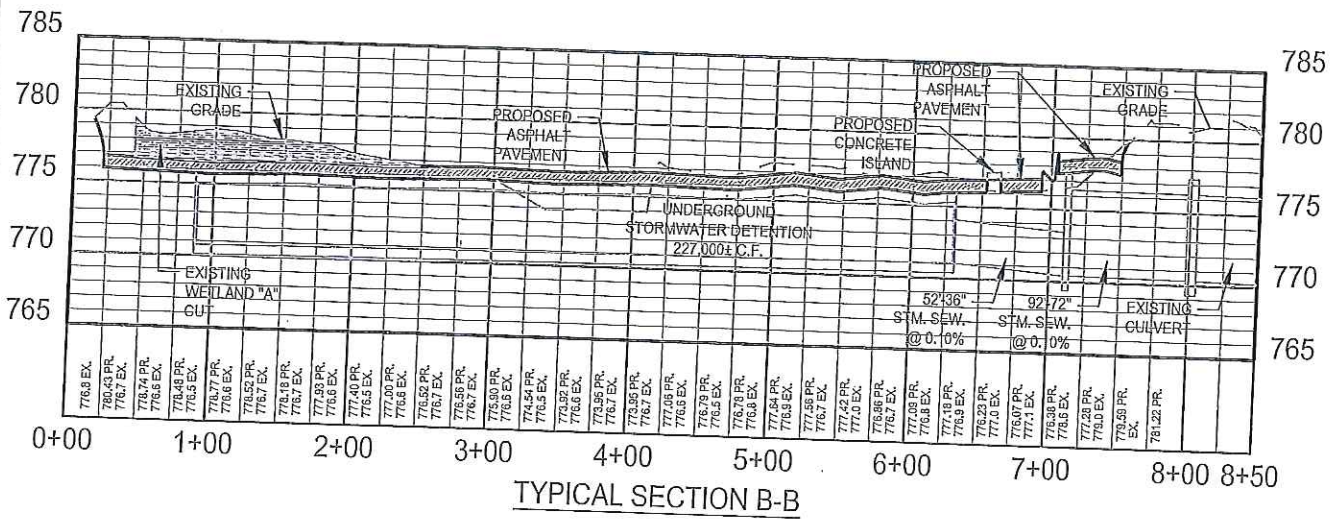 785
780
775
770
765
785
780
775
770
765
EXISTING
GRADE
PROPOSED
ASPHALT
PAVEMENT
PROPOSED
CONCRETE
ISLAND
PROPOSED
ASPHALT
PAVEMENT
EXISTING
GRADE
UNDERGROUND
STORMWATER DETENTION
227,000± C.F.
EXISTING
WETLAND "A"
CUT
52'-36"
STM. SEW.
@ 0.10%
92'-72"
STM. SEW.
@ 0.10%
EXISTING
CULVERT
776.8 EX.
780.43 PR.
776.7 EX.
778.74 PR.
776.6 EX.
778.49 PR.
776.5 EX.
778.77 PR.
776.6 EX.
778.52 PR.
776.7 EX.
778.18 PR.
776.7 EX.
777.93 PR.
776.6 EX.
777.40 PR.
776.5 EX.
777.00 PR.
776.8 EX.
776.52 PR.
776.7 EX.
776.58 PR.
776.7 EX.
775.90 PR.
776.6 EX.
774.54 PR.
776.5 EX.
773.92 PR.
776.6 EX.
773.95 PR.
776.7 EX.
773.95 PR.
776.7 EX.
777.06 PR.
776.6 EX.
776.79 PR.
776.5 EX.
776.78 PR.
776.8 EX.
777.64 PR.
776.9 EX.
777.58 PR.
776.7 EX.
777.42 PR.
777.0 EX.
776.86 PR.
776.7 EX.
777.09 PR.
776.8 EX.
777.18 PR.
776.9 EX.
776.23 PR.
777.0 EX.
776.07 PR.
777.1 EX.
776.38 PR.
778.6 EX.
777.28 PR.
779.0 EX.
779.59 PR.
EX.
781.22 PR.
0+00 1+00 2+00 3+00 4+00 5+00 6+00 7+00 8+00 8+50
TYPICAL SECTION B-B